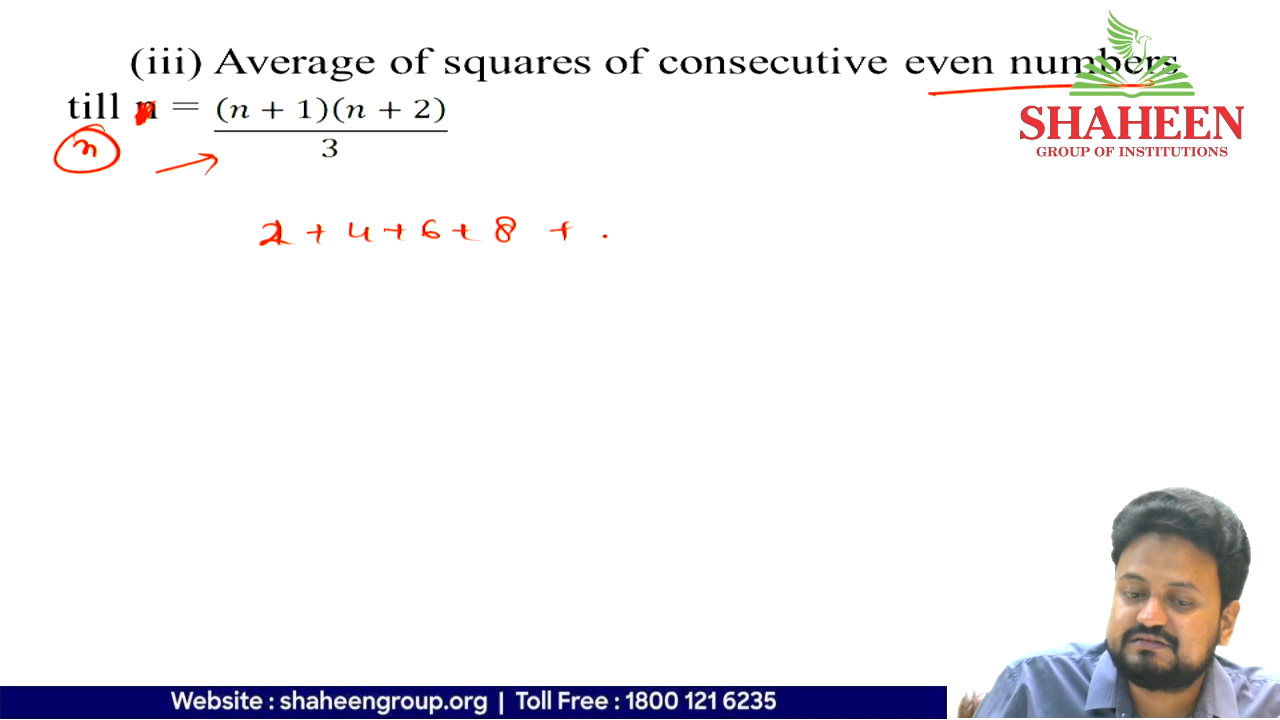 (iii) Average of squares of consecutive even numbers
till n = (n + 1)(n + 2)
3
n
2 + 4 + 6 + 8 + .
SHAHEEN
GROUP OF INSTITUTIONS
Website : shaheengroup.org | Toll Free : 1800 121 6235